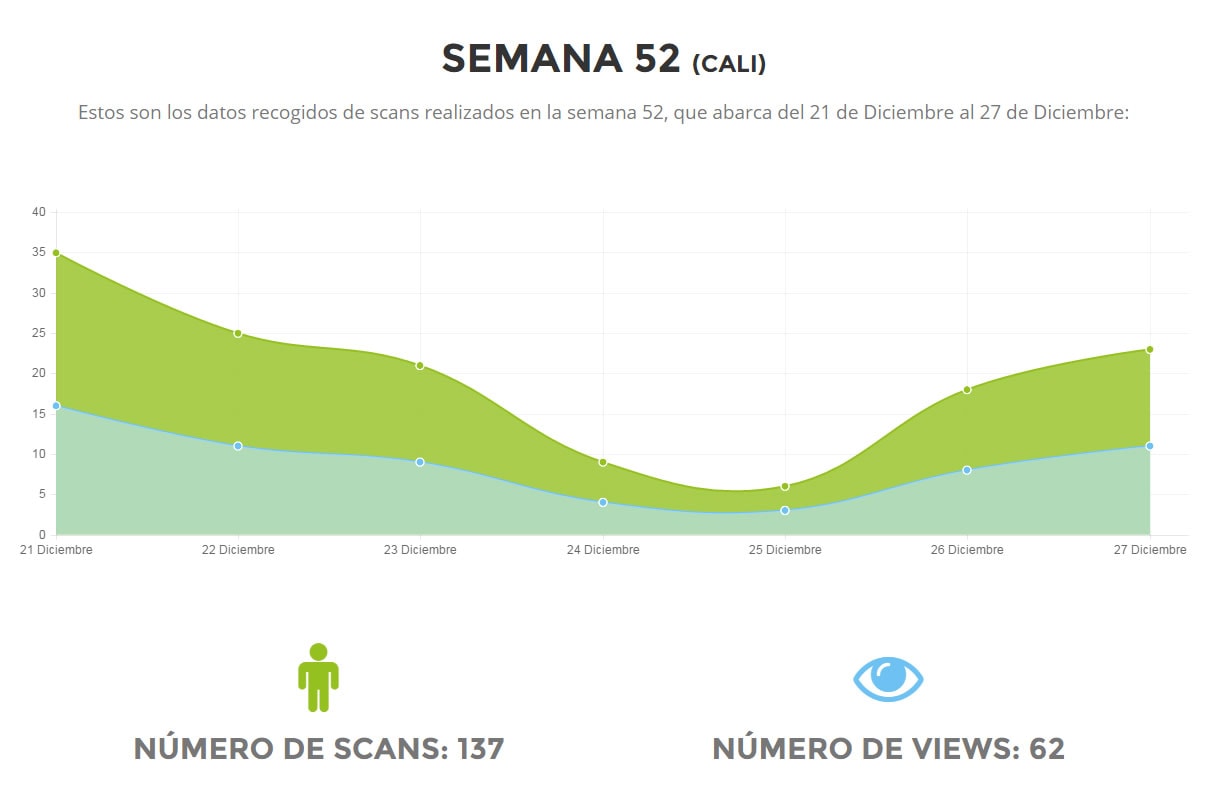 SEMANA 52 (CALI)
Estos son los datos recogidos de scans realizados en la semana 52, que abarca del 21 de Diciembre al 27 de Diciembre:
40
35
30
25
20
15
10
5
0
21 Diciembre 22 Diciembre 23 Diciembre 24 Diciembre 25 Diciembre 26 Diciembre 27 Diciembre
NÚMERO DE SCANS: 137 NÚMERO DE VIEWS: 62